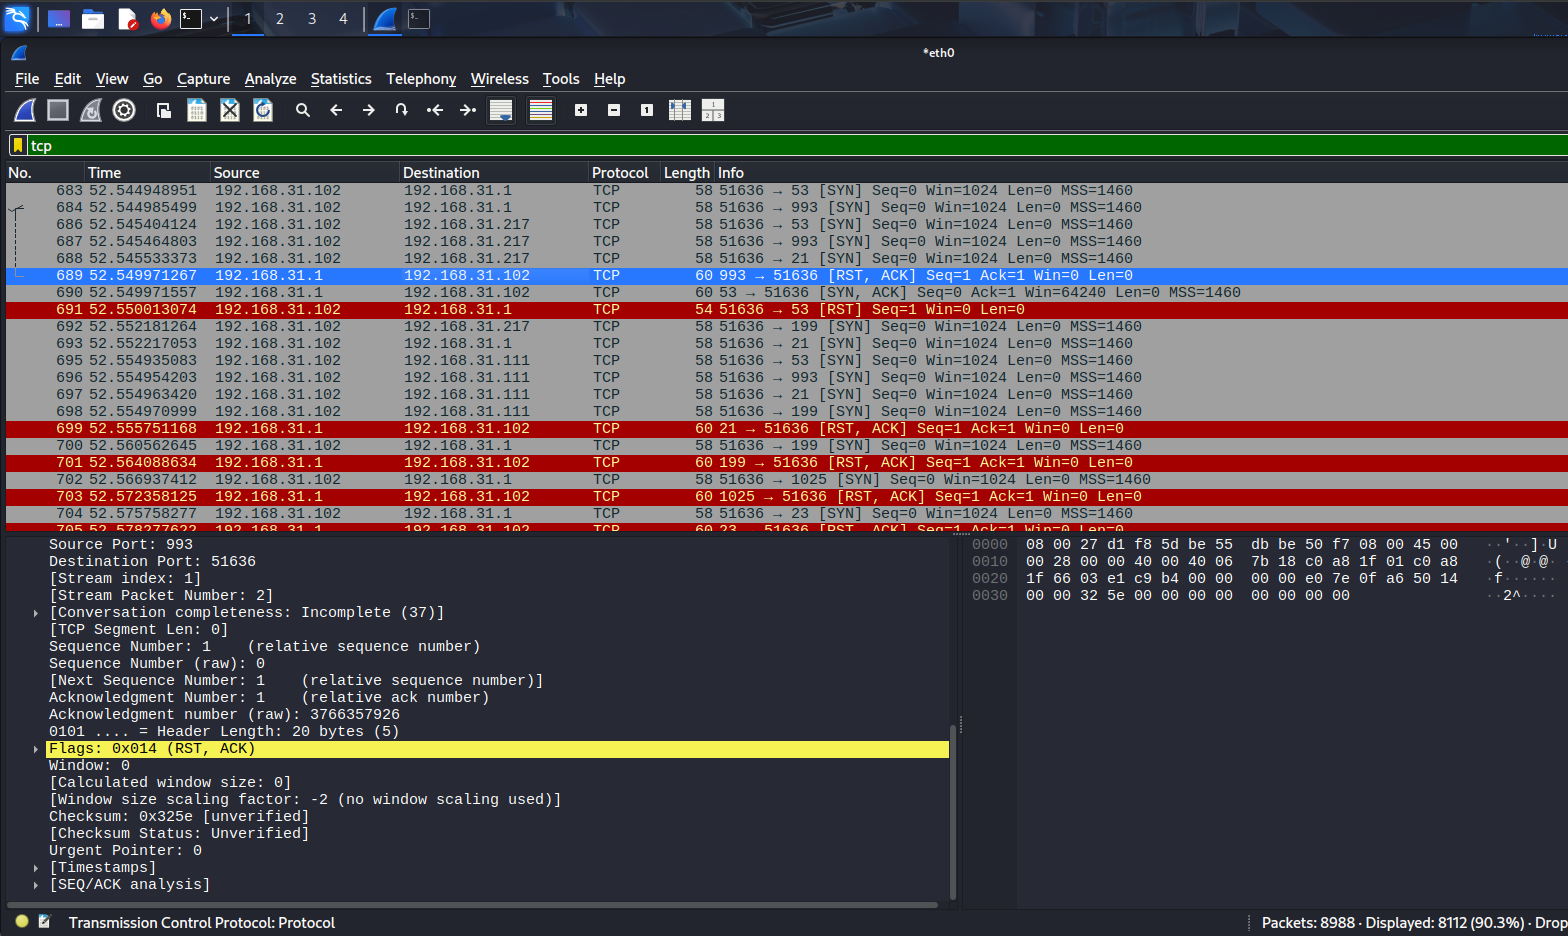 1 2 3 4
*eth0
File Edit View Go Capture Analyze Statistics Telephony Wireless Tools Help
tcp
No. Time Source Destination Protocol Length Info
683 52.544948951 192.168.31.102 192.168.31.1 TCP 58 51636 → 53 [SYN] Seq=0 Win=1024 Len=0 MSS=1460
684 52.544985499 192.168.31.102 192.168.31.1 TCP 58 51636 → 993 [SYN] Seq=0 Win=1024 Len=0 MSS=1460
686 52.545404124 192.168.31.102 192.168.31.217 TCP 58 51636 → 53 [SYN] Seq=0 Win=1024 Len=0 MSS=1460
687 52.545464803 192.168.31.102 192.168.31.217 TCP 58 51636 → 993 [SYN] Seq=0 Win=1024 Len=0 MSS=1460
688 52.545533373 192.168.31.102 192.168.31.217 TCP 58 51636 → 21 [SYN] Seq=0 Win=1024 Len=0 MSS=1460
689 52.549971267 192.168.31.1 192.168.31.102 TCP 60 993 → 51636 [RST, ACK] Seq=1 Ack=1 Win=0 Len=0
690 52.549971557 192.168.31.1 192.168.31.102 TCP 60 53 → 51636 [SYN, ACK] Seq=0 Ack=1 Win=64240 Len=0 MSS=1460
691 52.550013074 192.168.31.102 192.168.31.1 TCP 54 51636 → 53 [RST] Seq=1 Win=0 Len=0
692 52.552181264 192.168.31.102 192.168.31.217 TCP 58 51636 → 199 [SYN] Seq=0 Win=1024 Len=0 MSS=1460
693 52.552217053 192.168.31.102 192.168.31.1 TCP 58 51636 → 21 [SYN] Seq=0 Win=1024 Len=0 MSS=1460
695 52.554935083 192.168.31.102 192.168.31.111 TCP 58 51636 → 53 [SYN] Seq=0 Win=1024 Len=0 MSS=1460
696 52.554954203 192.168.31.102 192.168.31.111 TCP 58 51636 → 993 [SYN] Seq=0 Win=1024 Len=0 MSS=1460
697 52.554963420 192.168.31.102 192.168.31.111 TCP 58 51636 → 21 [SYN] Seq=0 Win=1024 Len=0 MSS=1460
698 52.554970999 192.168.31.102 192.168.31.111 TCP 58 51636 → 199 [SYN] Seq=0 Win=1024 Len=0 MSS=1460
699 52.555751168 192.168.31.1 192.168.31.102 TCP 60 21 → 51636 [RST, ACK] Seq=1 Ack=1 Win=0 Len=0
700 52.560562645 192.168.31.102 192.168.31.1 TCP 58 51636 → 199 [SYN] Seq=0 Win=1024 Len=0 MSS=1460
701 52.564088634 192.168.31.1 192.168.31.102 TCP 60 199 → 51636 [RST, ACK] Seq=1 Ack=1 Win=0 Len=0
702 52.566937412 192.168.31.102 192.168.31.1 TCP 58 51636 → 1025 [SYN] Seq=0 Win=1024 Len=0 MSS=1460
703 52.572358125 192.168.31.1 192.168.31.102 TCP 60 1025 → 51636 [RST, ACK] Seq=1 Ack=1 Win=0 Len=0
704 52.575758277 192.168.31.102 192.168.31.1 TCP 58 51636 → 23 [SYN] Seq=0 Win=1024 Len=0 MSS=1460
705 52.578277622 192.168.31.1 192.168.31.102 TCP 60 23 → 51636 [RST, ACK] Seq=1 Ack=1 Win=0 Len=0
Source Port: 993
Destination Port: 51636
[Stream index: 1]
[Stream Packet Number: 2]
[Conversation completeness: Incomplete (37)]
[TCP Segment Len: 0]
Sequence Number: 1 (relative sequence number)
Sequence Number (raw): 0
[Next Sequence Number: 1 (relative sequence number)]
Acknowledgment Number: 1 (relative ack number)
Acknowledgment number (raw): 3766357926
0101 .... = Header Length: 20 bytes (5)
Flags: 0x014 (RST, ACK)
Window: 0
[Calculated window size: 0]
[Window size scaling factor: -2 (no window scaling used)]
Checksum: 0x325e [unverified]
[Checksum Status: Unverified]
Urgent Pointer: 0
[Timestamps]
[SEQ/ACK analysis]
0000 08 00 27 d1 f8 5d be 55 db be 50 f7 08 00 45 00 ··'··]·U
0010 00 28 00 00 40 00 40 06 7b 18 c0 a8 1f 01 c0 a8 ·(··@·@·
0020 1f 66 03 e1 c9 b4 00 00 00 00 e0 7e 0f a6 50 14 ·f······
0030 00 00 32 5e 00 00 00 00 00 00 00 00 ··2^····
Transmission Control Protocol: Protocol
Packets: 8988 · Displayed: 8112 (90.3%) · Drop